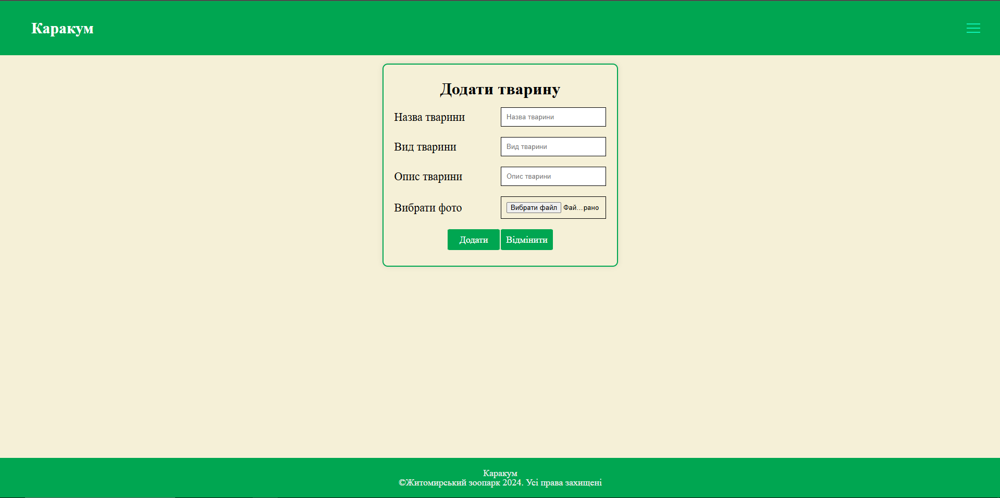 Каракум
Додати тварину
Назва тварини
Назва тварини
Вид тварини
Вид тварини
Опис тварини
Опис тварини
Вибрати фото
Вибрати файл Фай...рано
Додати Відмінити
Каракум
©Житомирський зоопарк 2024. Усі права захищені